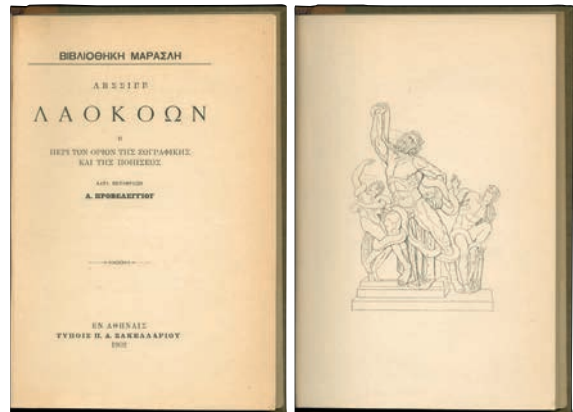 ΒΙΒΛΙΟΘΗΚΗ ΜΑΡΑΣΛΗ
ΛΕΣΣΙΓΓ
ΛΑΟΚΟΩΝ
Η
ΠΕΡΙ ΤΩΝ ΟΡΙΩΝ ΤΗΣ ΖΩΓΡΑΦΙΚΗΣ
ΚΑΙ ΤΗΣ ΠΟΙΗΣΕΩΣ
ΚΑΤΑ ΜΕΤΑΦΡΑΣΙΝ
Α. ΠΡΟΒΕΛΕΓΓΙΟΥ
ΕΝ ΑΘΗΝΑΙΣ
ΤΥΠΟΙΣ Π. Δ. ΣΑΚΕΛΛΑΡΙΟΥ
1902